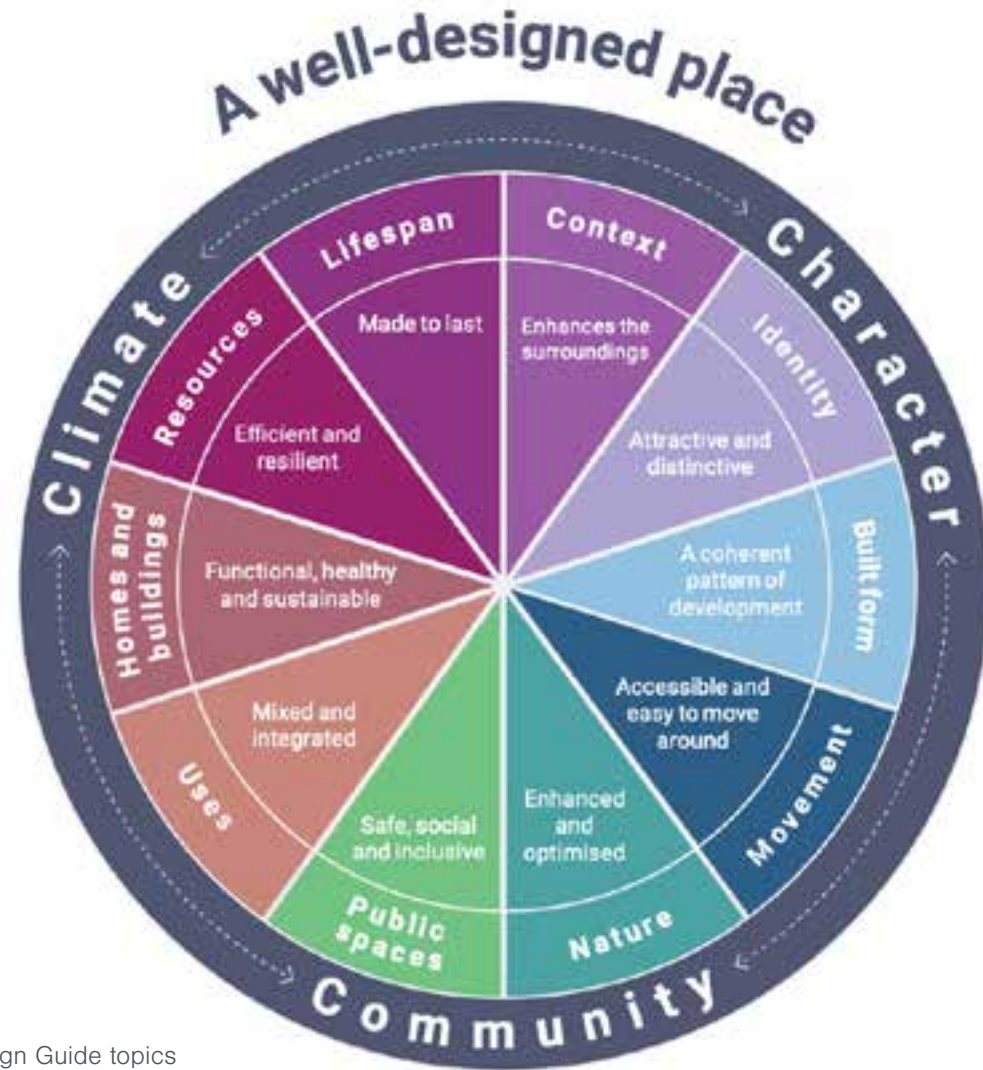 A well-designed place
Climate
Character
Community
Context
Enhances the
surroundings
Identity
Attractive and
distinctive
Built form
A coherent
pattern of
development
Movement
Accessible and
easy to move
around
Nature
Enhanced
and
optimised
Public
spaces
Safe, social
and inclusive
Uses
Mixed and
integrated
Homes and
buildings
Functional, healthy
and sustainable
Resources
Efficient and
resilient
Lifespan
Made to last
gn Guide topics